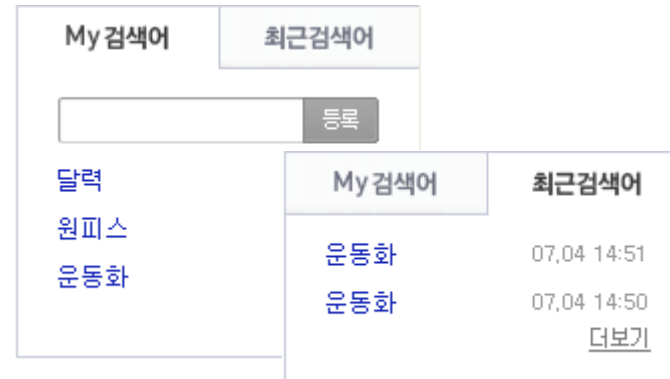 My 검색어 최근검색어
등록
달력
원피스
운동화
My 검색어 최근검색어
운동화 07.04 14:51
운동화 07.04 14:50
더보기